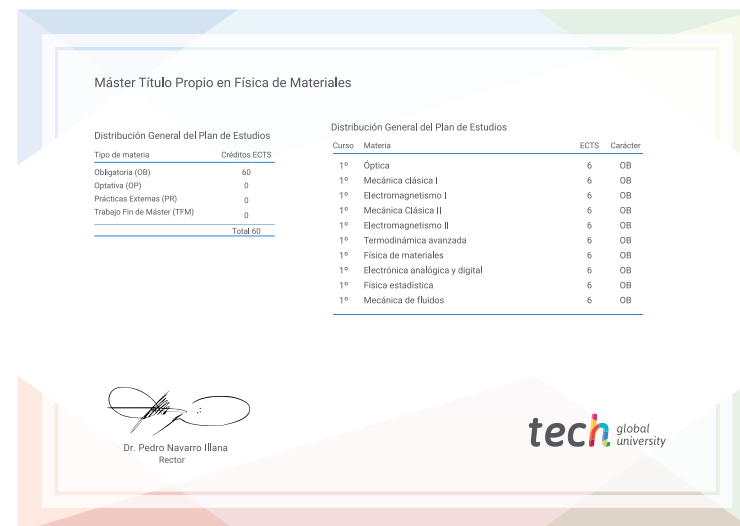 Máster Título Propio en Física de Materiales
Distribución General del Plan de Estudios
Tipo de materia Créditos ECTS
Obligatoria (OB) 60
Optativa (OP) 0
Prácticas Externas (PR) 0
Trabajo Fin de Máster (TFM) 0
Total 60
Distribución General del Plan de Estudios
Curso Materia ECTS Carácter
1º Óptica 6 OB
1º Mecánica clásica I 6 OB
1º Electromagnetismo I 6 OB
1º Mecánica Clásica II 6 OB
1º Electromagnetismo II 6 OB
1º Termodinámica avanzada 6 OB
1º Física de materiales 6 OB
1º Electrónica analógica y digital 6 OB
1º Física estadística 6 OB
1º Mecánica de fluidos 6 OB
Dr. Pedro Navarro Illana
Rector
tech global
university